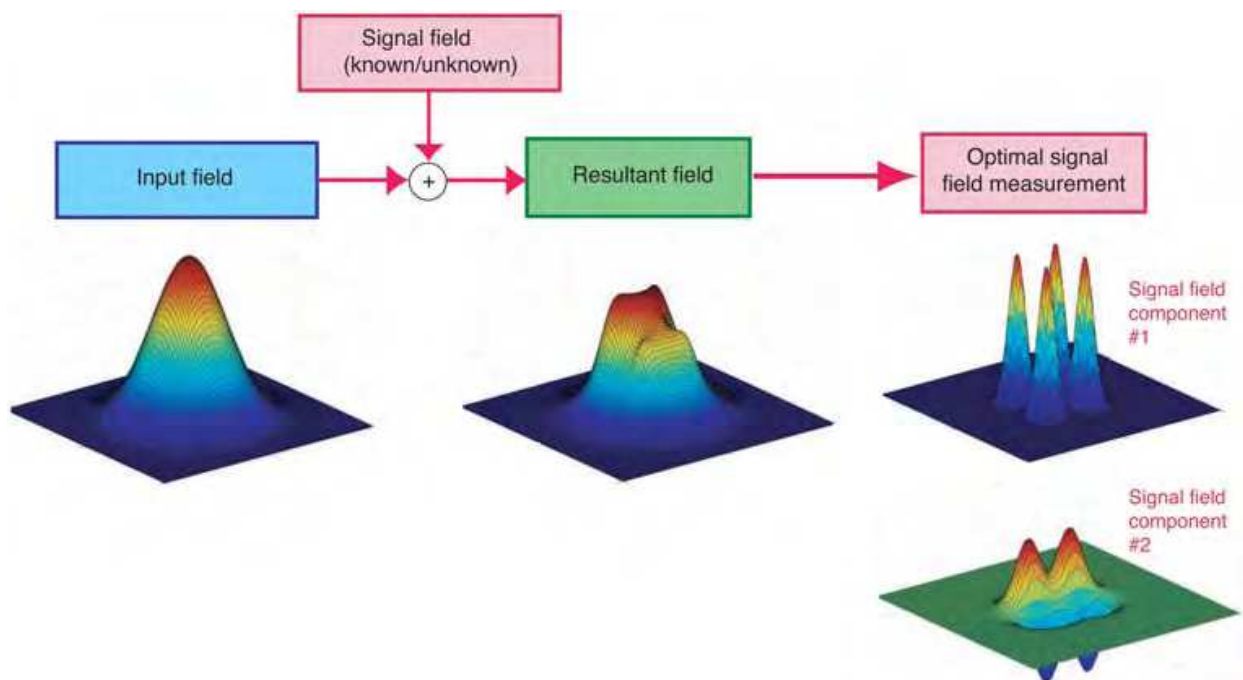 Signal field
(known/unknown)
Input field
+
Resultant field
Optimal signal
field measurement
Signal field
component
#1
Signal field
component
#2